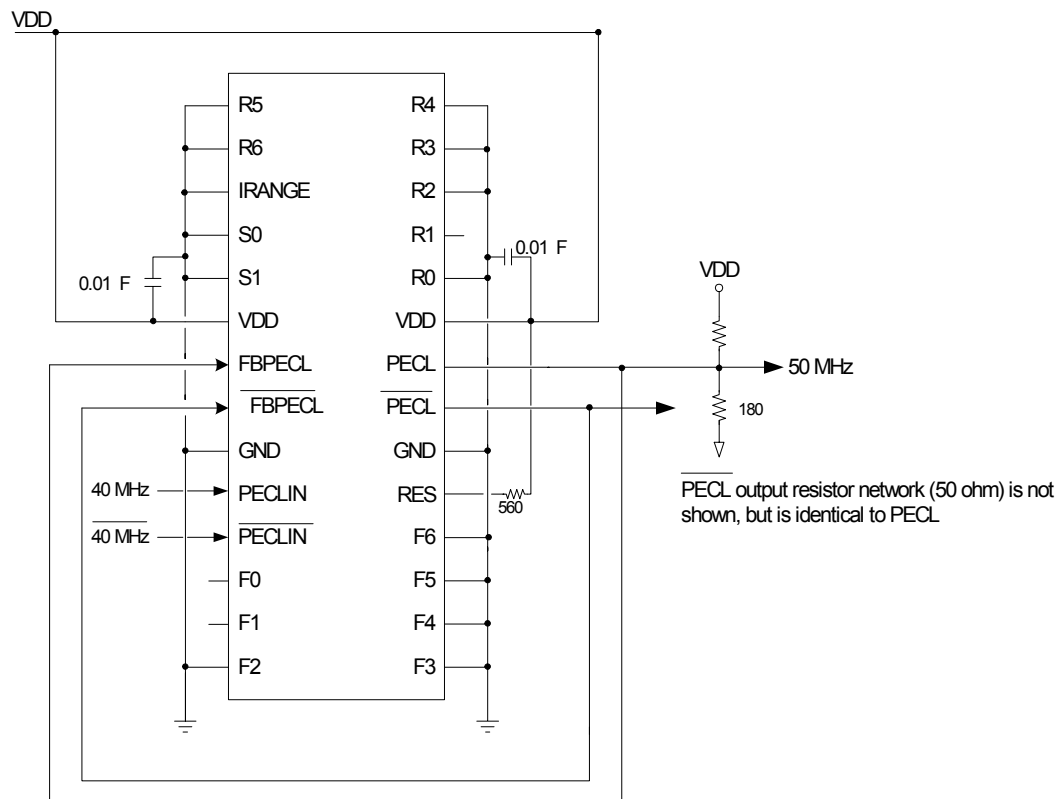 VDD
R5
R4
R6
R3
IRANGE
R2
S0
R1
0.01 F
0.01 F
S1
R0
VDD
VDD
VDD
FBPECL
PECL
50 MHz
FBPECL
PECL
180
GND
GND
40 MHz
PECLIN
RES
560
PECL output resistor network (50 ohm) is not
shown, but is identical to PECL
40 MHz
PECLIN
F6
F0
F5
F1
F4
F2
F3